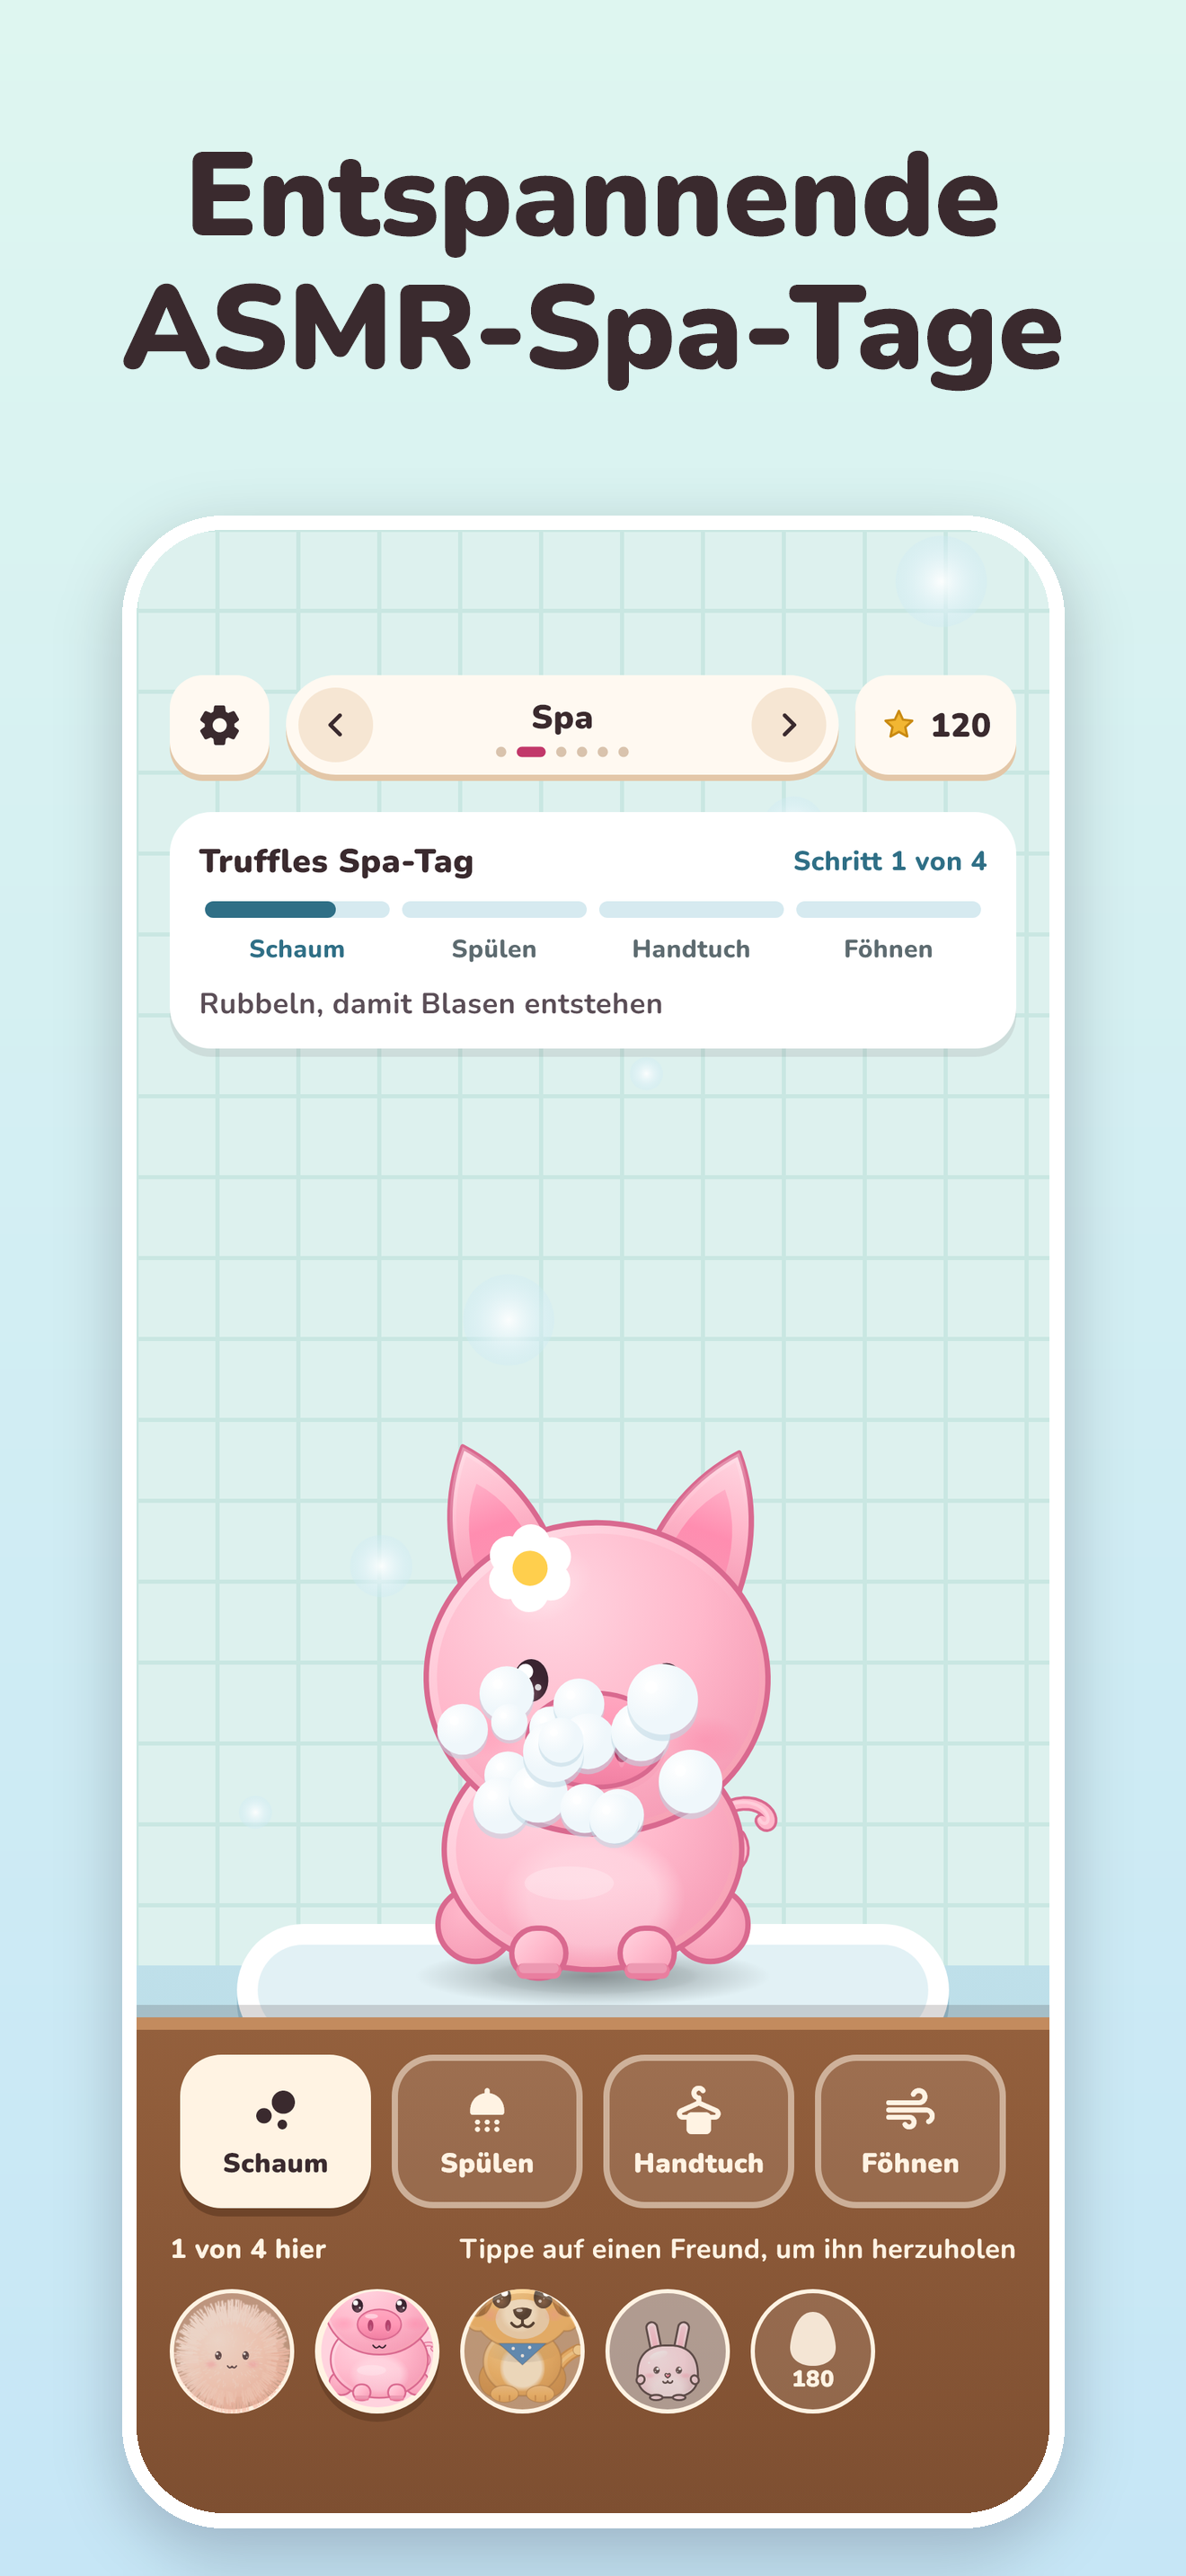 Entspannende
ASMR-Spa-Tage
Spa
120
Truffles Spa-Tag
Schritt 1 von 4
Schaum
Spülen
Handtuch
Föhnen
Rubbeln, damit Blasen entstehen
Schaum
Spülen
Handtuch
Föhnen
1 von 4 hier
Tippe auf einen Freund, um ihn herzuholen
180